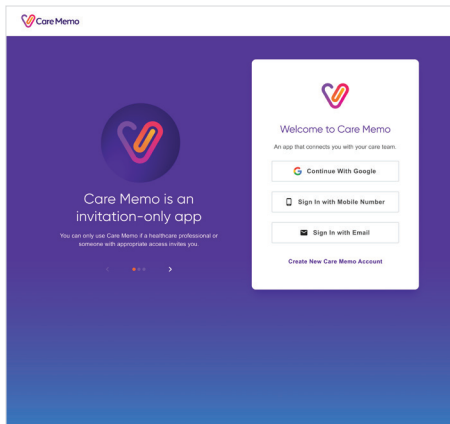 Care Memo
Care Memo is an
invitation-only app
You can only use Care Memo if a healthcare professional or
someone with appropriate access invites you.
Welcome to Care Memo
An app that connects you with your care team.
Continue With Google
Sign In with Mobile Number
Sign In with Email
Create New Care Memo Account